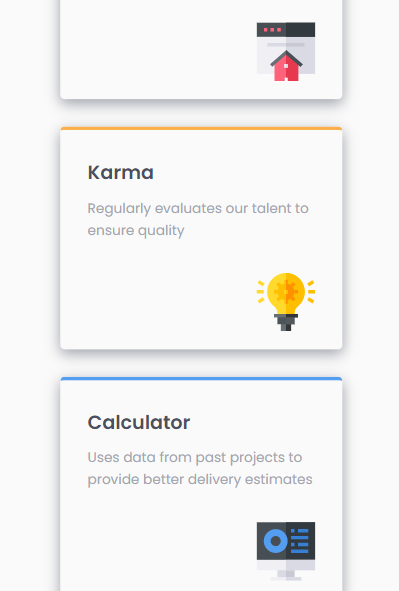 Karma
Regularly evaluates our talent to
ensure quality
Calculator
Uses data from past projects to
provide better delivery estimates